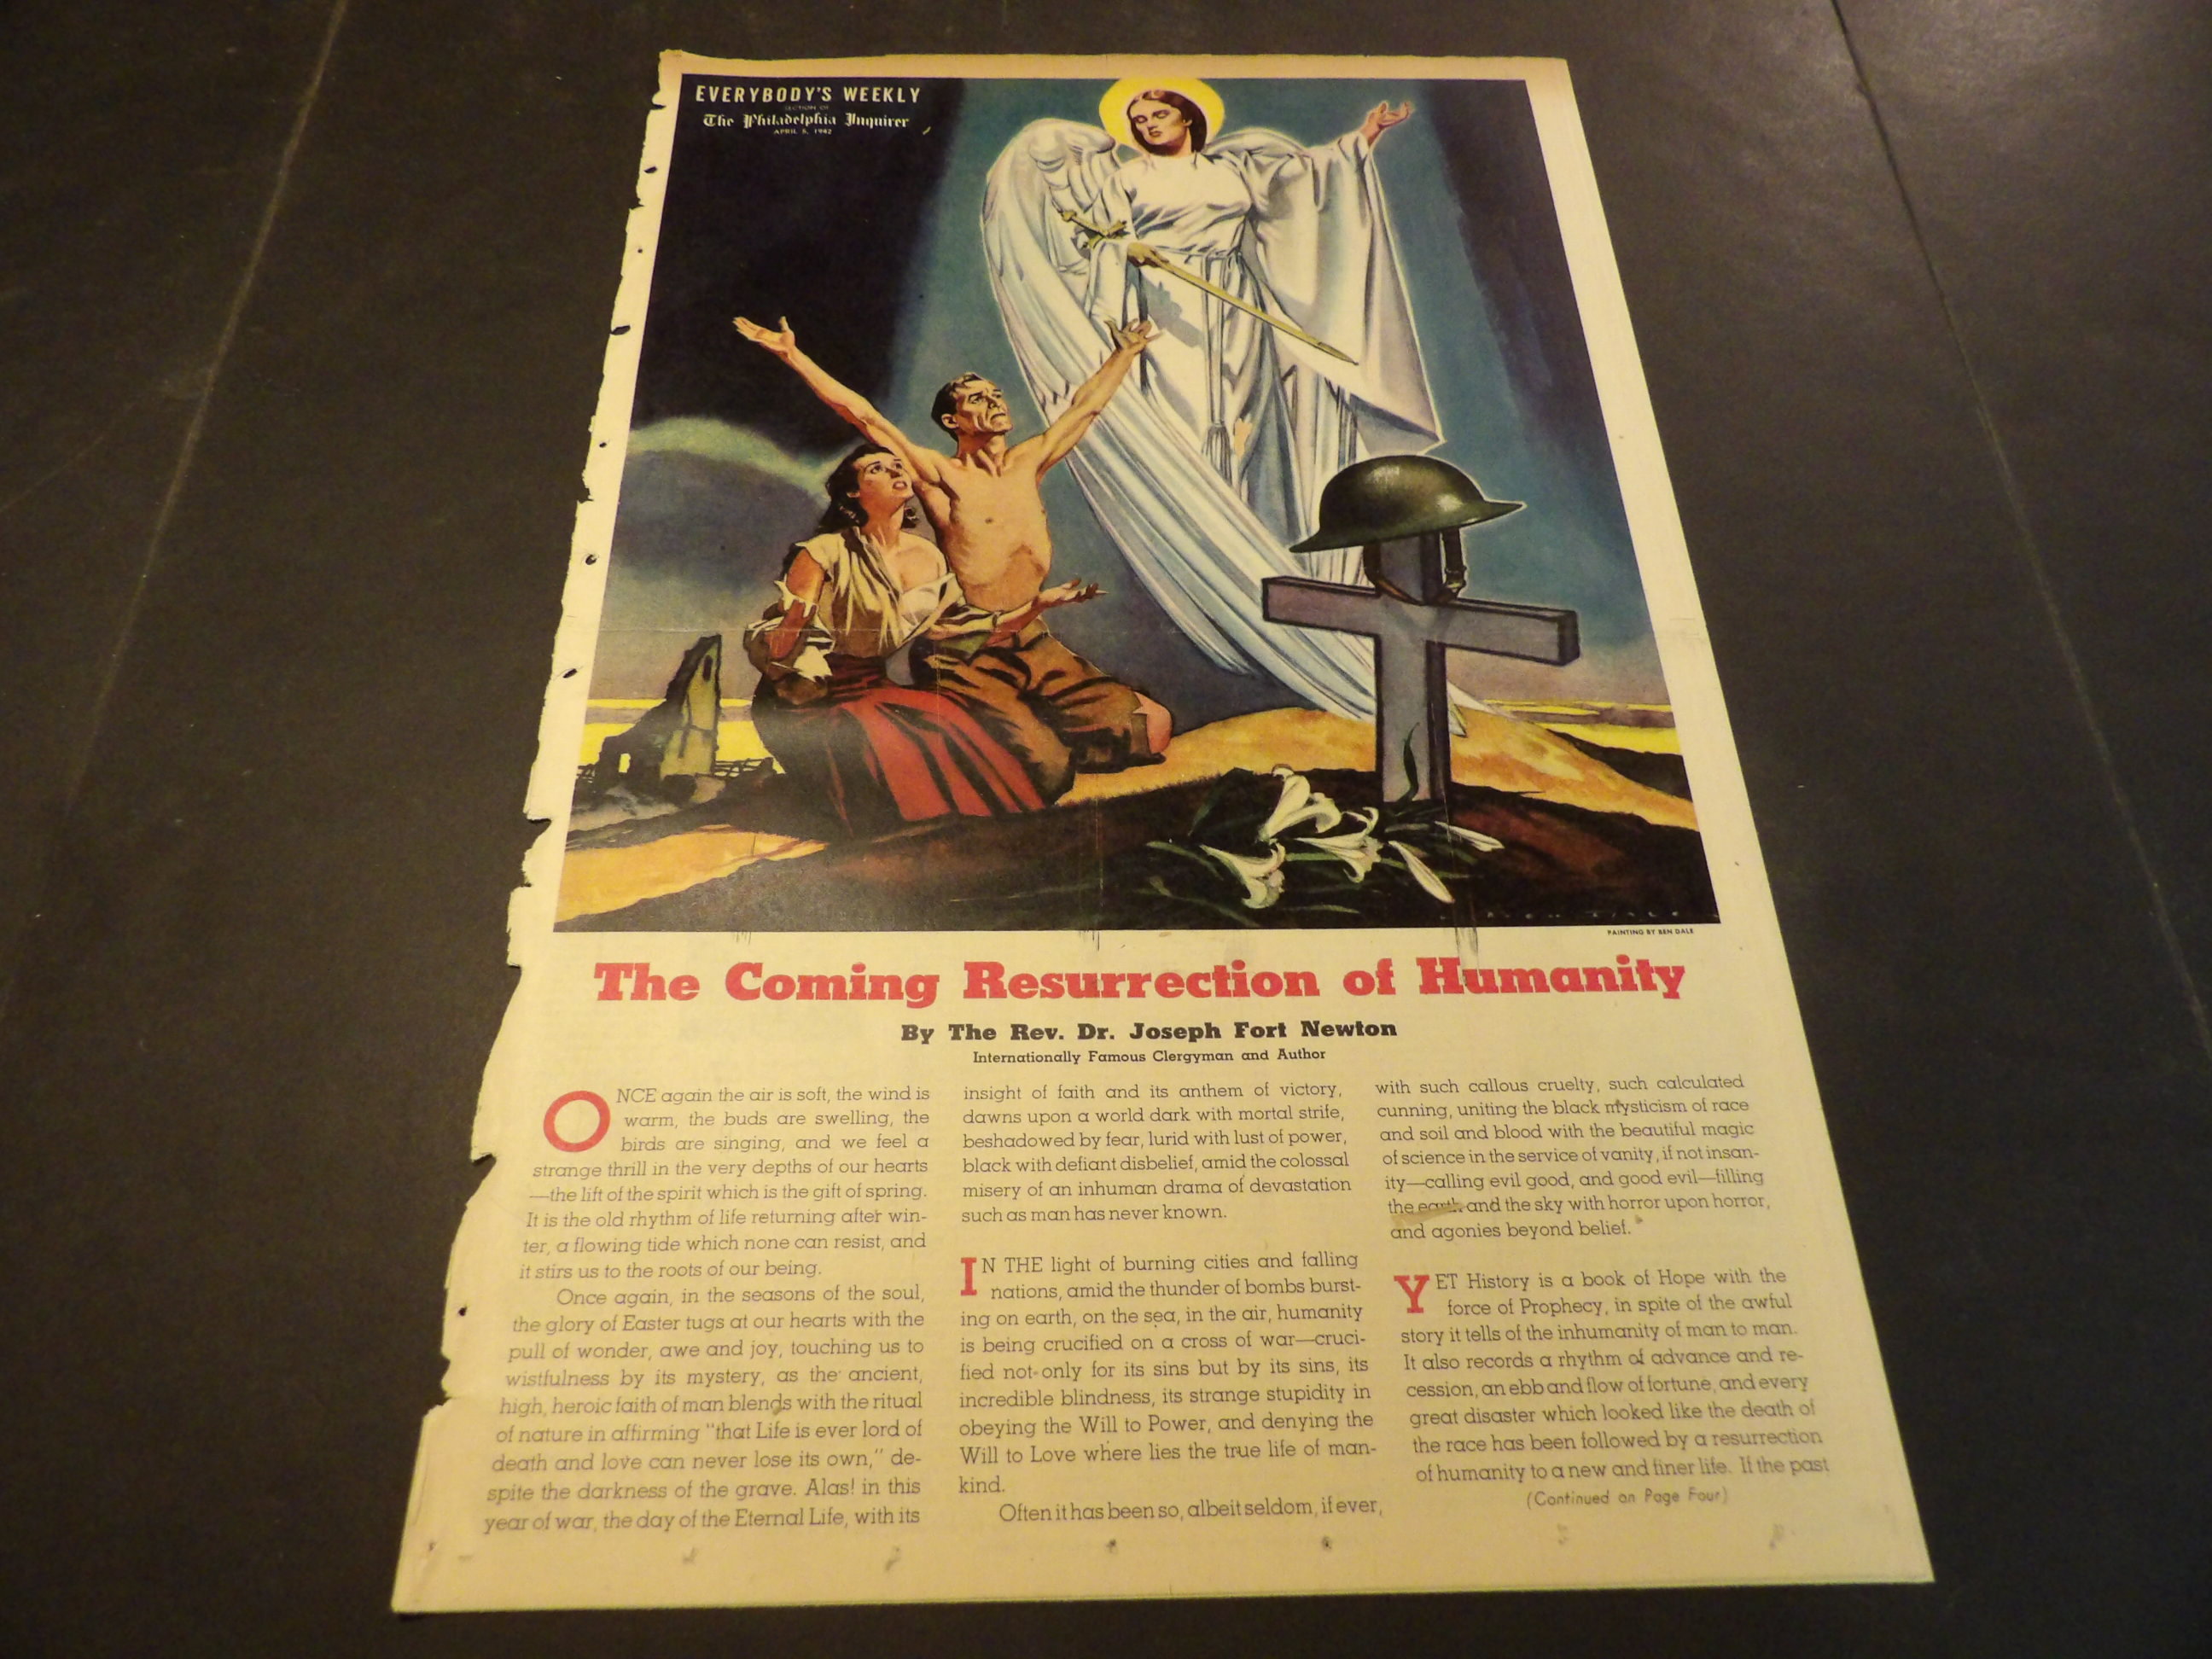 EVERYBODY'S WEEKLY
SECTION OF
The Philadelphia Inquirer
APRIL 5, 1942
PAINTING BY BEN DALE
The Coming Resurrection of Humanity
By The Rev. Dr. Joseph Fort Newton
Internationally Famous Clergyman and Author
ONCE again the air is soft, the wind is
warm, the buds are swelling, the
birds are singing, and we feel a
strange thrill in the very depths of our hearts
—the lift of the spirit which is the gift of spring.
It is the old rhythm of life returning after win-
ter, a flowing tide which none can resist, and
it stirs us to the roots of our being.
Once again, in the seasons of the soul,
the glory of Easter tugs at our hearts with the
pull of wonder, awe and joy, touching us to
wistfulness by its mystery, as the ancient,
high, heroic faith of man blends with the ritual
of nature in affirming "that Life is ever lord of
death and love can never lose its own," de-
spite the darkness of the grave. Alas! in this
year of war, the day of the Eternal Life, with its
insight of faith and its anthem of victory,
dawns upon a world dark with mortal strife,
beshadowed by fear, lurid with lust of power,
black with defiant disbelief, amid the colossal
misery of an inhuman drama of devastation
such as man has never known.
IN THE light of burning cities and falling
nations, amid the thunder of bombs burst-
ing on earth, on the sea, in the air, humanity
is being crucified on a cross of war—cruci-
fied not only for its sins but by its sins, its
incredible blindness, its strange stupidity in
obeying the Will to Power, and denying the
Will to Love where lies the true life of man-
kind.
Often it has been so, albeit seldom, if ever,
with such callous cruelty, such calculated
cunning, uniting the black mysticism of race
and soil and blood with the beautiful magic
of science in the service of vanity, if not insan-
ity—calling evil good, and good evil—filling
the earth and the sky with horror upon horror,
and agonies beyond belief.
YET History is a book of Hope with the
force of Prophecy, in spite of the awful
story it tells of the inhumanity of man to man.
It also records a rhythm of advance and re-
cession, an ebb and flow of fortune, and every
great disaster which looked like the death of
the race has been followed by a resurrection
of humanity to a new and finer life. If the past
(Continued on Page Four)